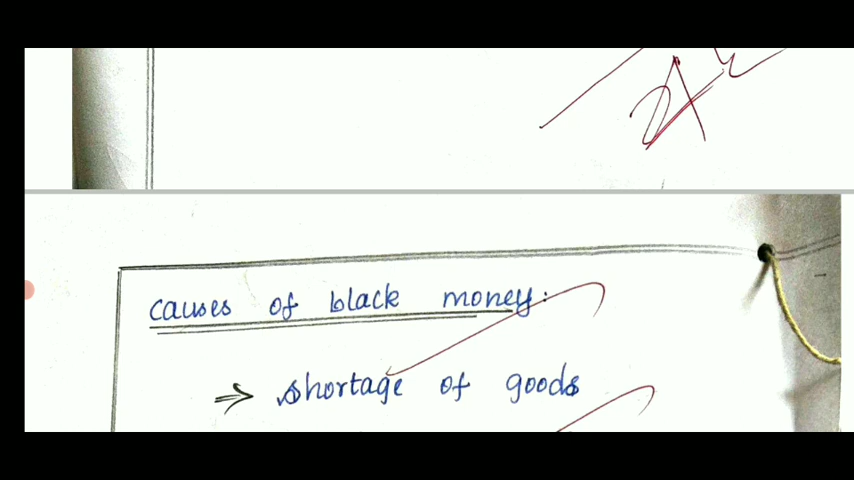 causes of black money:
⇒ shortage of goods